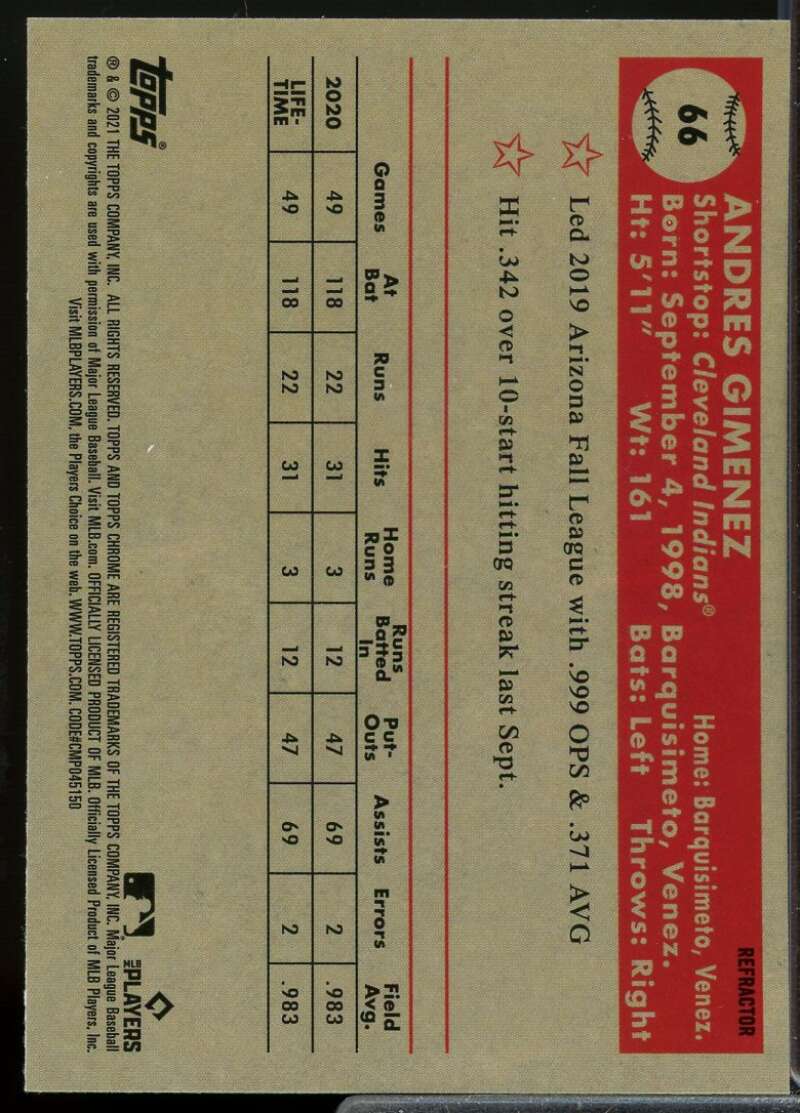 66
REFRACTOR
ANDRES GIMENEZ
Shortstop: Cleveland Indians® Home: Barquisimeto, Venez.
Born: September 4, 1998, Barquisimeto, Venez.
Ht: 5'11" Wt: 161 Bats: Left Throws: Right
Led 2019 Arizona Fall League with .999 OPS & .371 AVG
Hit .342 over 10-start hitting streak last Sept.
Games At Bat Runs Hits Home Runs Runs Batted In Put-Outs Assists Errors Field Avg.
2020 49 118 22 31 3 12 47 69 2 .983
LIFE-TIME 49 118 22 31 3 12 47 69 2 .983
topps®
MLB PLAYERS
® & © 2021 THE TOPPS COMPANY, INC. ALL RIGHTS RESERVED. TOPPS AND TOPPS CHROME ARE REGISTERED TRADEMARKS OF THE TOPPS COMPANY, INC. Major League Baseball
trademarks and copyrights are used with permission of Major League Baseball. Visit MLB.com. OFFICIALLY LICENSED PRODUCT OF MLB. Officially Licensed Product of MLB Players, Inc.
Visit MLBPLAYERS.COM, the Players Choice on the web. WWW.TOPPS.COM. CODE#CMP045150